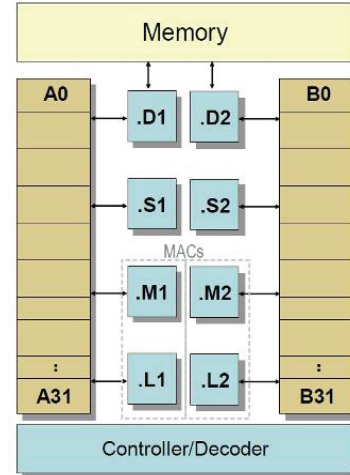 Memory
A0
.D1
.D2
B0
.S1
.S2
MACs
.M1
.M2
:
:
A31
.L1
.L2
B31
Controller/Decoder